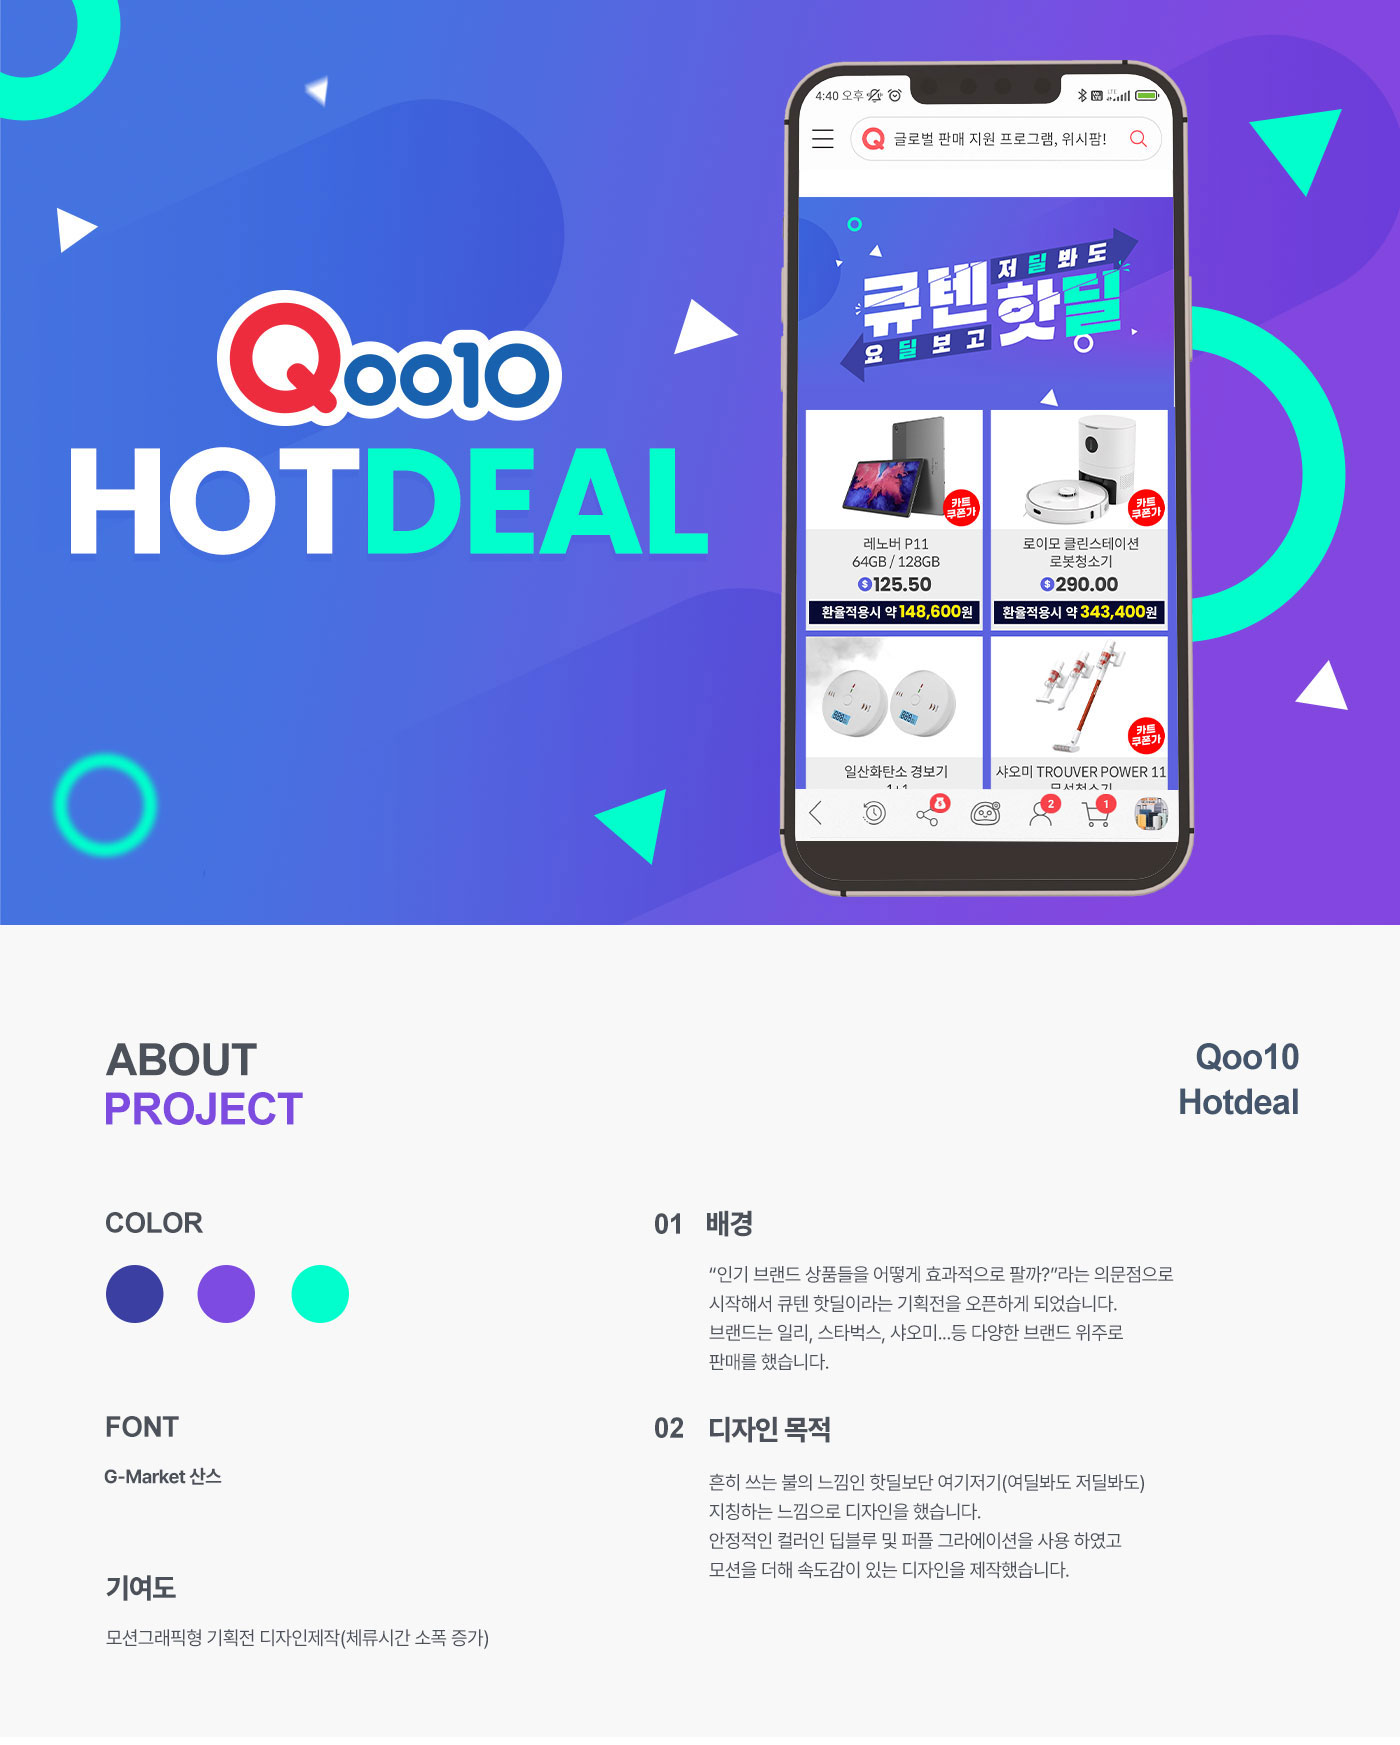 Qoo10
HOTDEAL
4:40 오후
글로벌 판매 지원 프로그램, 위시팜!
저 딜 봐 도
큐텐 핫딜
요 딜 보 고
카트
쿠폰가
레노버 P11
64GB / 128GB
$125.50
환율적용시 약 148,600원
카트
쿠폰가
로이모 클린스테이션
로봇청소기
$290.00
환율적용시 약 343,400원
일산화탄소 경보기
1+1
카트
쿠폰가
샤오미 TROUVER POWER 11
무선청소기
2
1
ABOUT
PROJECT
Qoo10
Hotdeal
COLOR
FONT
G-Market 산스
기여도
모션그래픽형 기획전 디자인제작(체류시간 소폭 증가)
01 배경
“인기 브랜드 상품들을 어떻게 효과적으로 팔까?”라는 의문점으로
시작해서 큐텐 핫딜이라는 기획전을 오픈하게 되었습니다.
브랜드는 일리, 스타벅스, 샤오미...등 다양한 브랜드 위주로
판매를 했습니다.
02 디자인 목적
흔히 쓰는 불의 느낌인 핫딜보단 여기저기(여딜봐도 저딜봐도)
지칭하는 느낌으로 디자인을 했습니다.
안정적인 컬러인 딥블루 및 퍼플 그라에이션을 사용 하였고
모션을 더해 속도감이 있는 디자인을 제작했습니다.